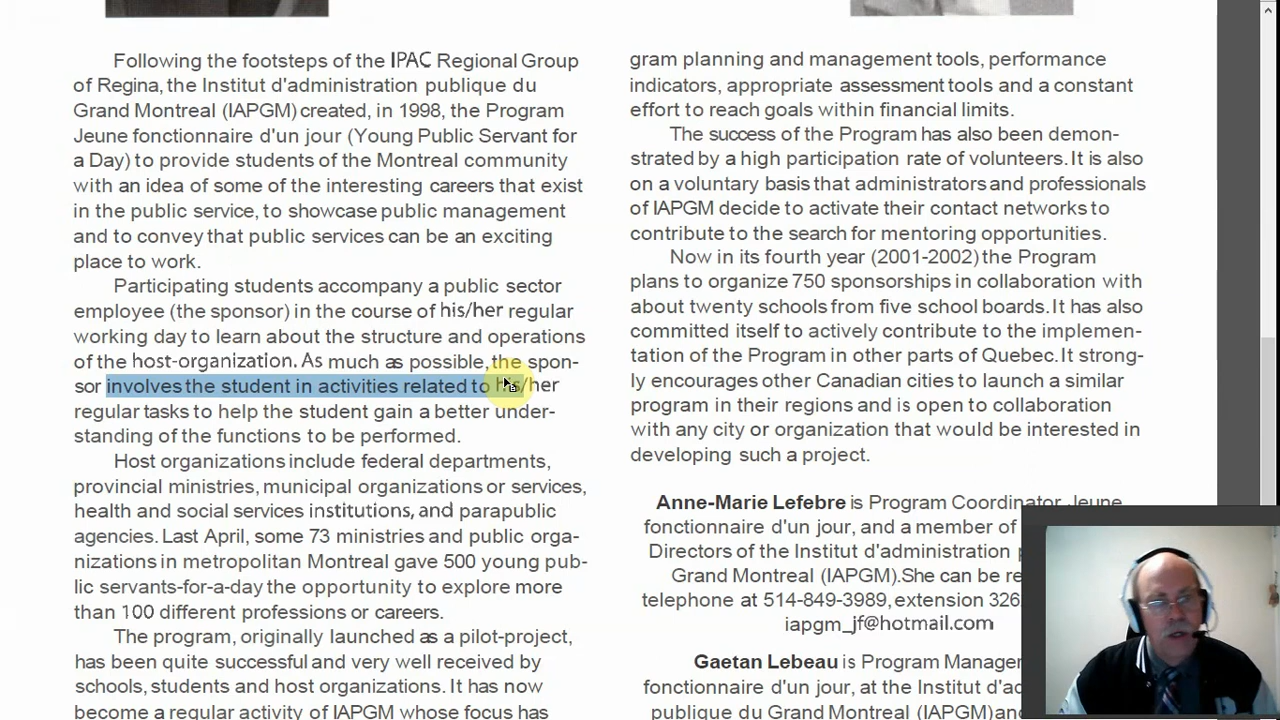 Following the footsteps of the IPAC Regional Group
of Regina, the Institut d'administration publique du
Grand Montreal (IAPGM) created, in 1998, the Program
Jeune fonctionnaire d'un jour (Young Public Servant for
a Day) to provide students of the Montreal community
with an idea of some of the interesting careers that exist
in the public service, to showcase public management
and to convey that public services can be an exciting
place to work.
Participating students accompany a public sector
employee (the sponsor) in the course of his/her regular
working day to learn about the structure and operations
of the host-organization. As much as possible, the spon-
sor involves the student in activities related to his/her
regular tasks to help the student gain a better under-
standing of the functions to be performed.
Host organizations include federal departments,
provincial ministries, municipal organizations or services,
health and social services institutions, and parapublic
agencies. Last April, some 73 ministries and public orga-
nizations in metropolitan Montreal gave 500 young pub-
lic servants-for-a-day the opportunity to explore more
than 100 different professions or careers.
The program, originally launched as a pilot-project,
has been quite successful and very well received by
schools, students and host organizations. It has now
become a regular activity of IAPGM whose focus has
gram planning and management tools, performance
indicators, appropriate assessment tools and a constant
effort to reach goals within financial limits.
The success of the Program has also been demon-
strated by a high participation rate of volunteers. It is also
on a voluntary basis that administrators and professionals
of IAPGM decide to activate their contact networks to
contribute to the search for mentoring opportunities.
Now in its fourth year (2001-2002) the Program
plans to organize 750 sponsorships in collaboration with
about twenty schools from five school boards. It has also
committed itself to actively contribute to the implemen-
tation of the Program in other parts of Quebec. It strong-
ly encourages other Canadian cities to launch a similar
program in their regions and is open to collaboration
with any city or organization that would be interested in
developing such a project.
Anne-Marie Lefebre is Program Coordinator Jeune
fonctionnaire d'un jour, and a member of
Directors of the Institut d'administration
Grand Montreal (IAPGM). She can be
telephone at 514-849-3989, extension 326
iapgm_jf@hotmail.com
Gaetan Lebeau is Program
fonctionnaire d'un jour, at the Institut
publique du Grand Montreal (IAPGM)